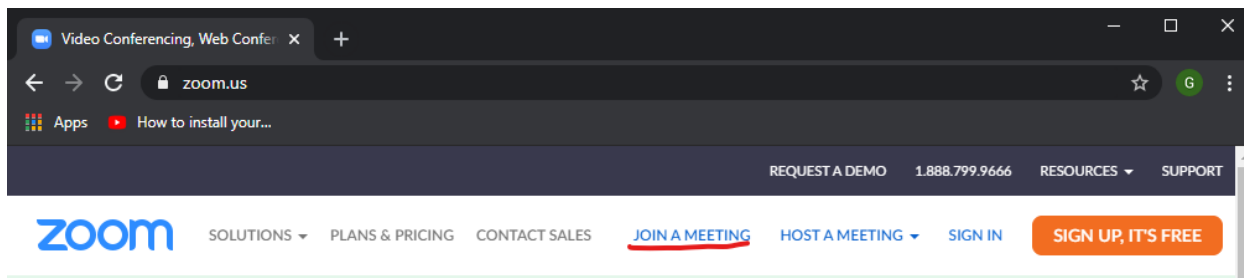 Video Conferencing, Web Confer
zoom.us
G
Apps How to install your...
REQUEST A DEMO 1.888.799.9666 RESOURCES SUPPORT
zoom SOLUTIONS PLANS & PRICING CONTACT SALES JOIN A MEETING HOST A MEETING SIGN IN SIGN UP, IT'S FREE